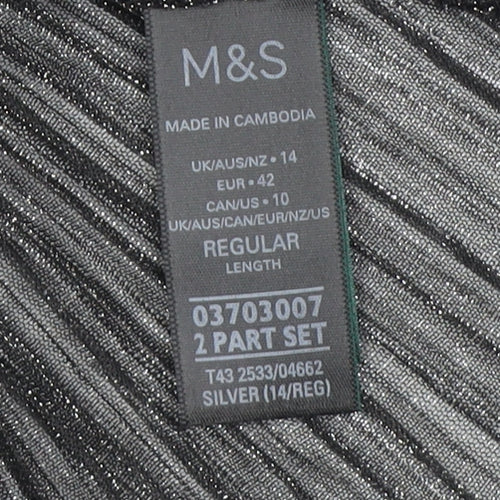 M&S
MADE IN CAMBODIA
UK/AUS/NZ • 14
EUR • 42
CAN/US • 10
UK/AUS/CAN/EUR/NZ/US
REGULAR
LENGTH
03703007
2 PART SET
T43 2533/04662
SILVER (14/REG)